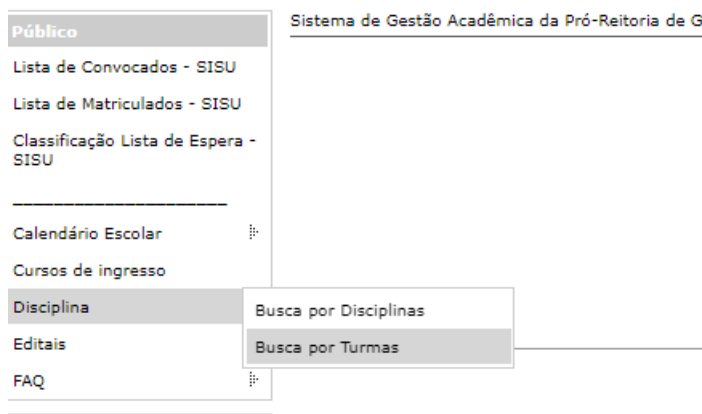 Público
Sistema de Gestão Acadêmica da Pró-Reitoria de G
Lista de Convocados - SISU
Lista de Matriculados - SISU
Classificação Lista de Espera -
SISU
_____________________
Calendário Escolar
Cursos de ingresso
Disciplina
Busca por Disciplinas
Editais
Busca por Turmas
FAQ